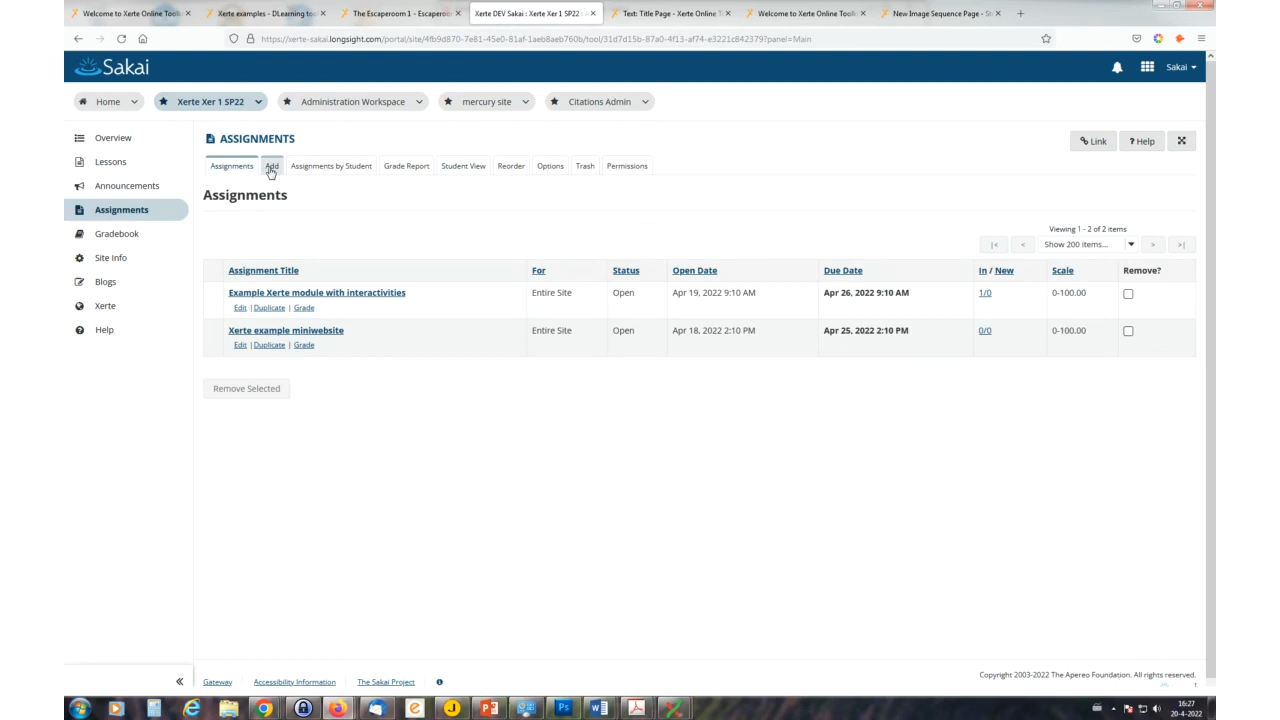 Welcome to Xerte Online Toolk
Xerte examples - DLearning too
The Escaperoom 1 - Escaperoo
Xerte DEV Sakai : Xerte Xer 1 SP22 : A
Text: Title Page - Xerte Online T
Welcome to Xerte Online Toolk
New Image Sequence Page - St
https://xerte-sakai.longsight.com/portal/site/4fb9d870-7e81-45e0-81af-1aeb8aeb760b/tool/31d7d15b-87a0-4f13-af74-e3221c842379?panel=Main
Sakai
Sakai
Home
Xerte Xer 1 SP22
Administration Workspace
mercury site
Citations Admin
Overview
Lessons
Announcements
Assignments
Gradebook
Site Info
Blogs
Xerte
Help
ASSIGNMENTS
Link
? Help
Assignments
Add
Assignments by Student
Grade Report
Student View
Reorder
Options
Trash
Permissions
Assignments
Viewing 1 - 2 of 2 items
|<
<
Show 200 items...
>
>|
Assignment Title For Status Open Date Due Date In / New Scale Remove?
Example Xerte module with interactivities Entire Site Open Apr 19, 2022 9:10 AM Apr 26, 2022 9:10 AM 1/0 0-100.00
Edit | Duplicate | Grade
Xerte example miniwebsite Entire Site Open Apr 18, 2022 2:10 PM Apr 25, 2022 2:10 PM 0/0 0-100.00
Edit | Duplicate | Grade
Remove Selected
Gateway
Accessibility Information
The Sakai Project
Copyright 2003-2022 The Apereo Foundation. All rights reserved.
16:27
20-4-2022